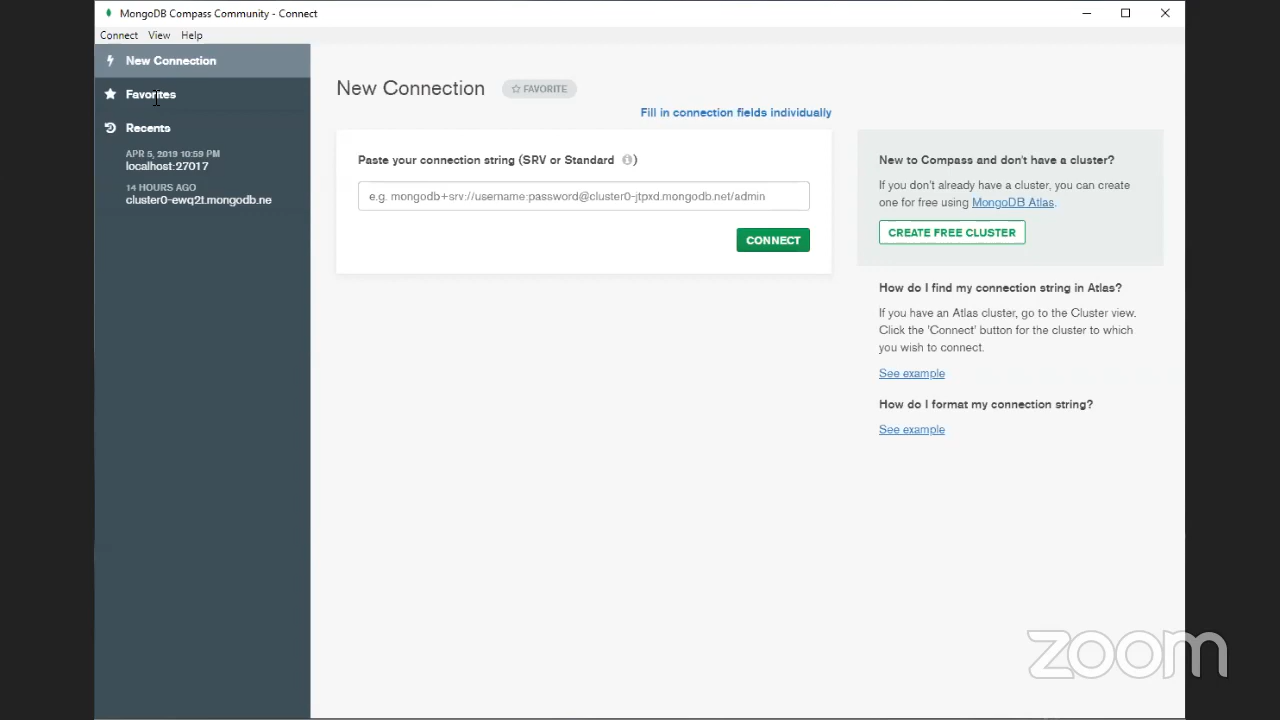 MongoDB Compass Community - Connect
Connect View Help
New Connection
Favorites
Recents
APR 5, 2019 10:59 PM
localhost:27017
14 HOURS AGO
cluster0-ewq2t.mongodb.ne
New Connection
FAVORITE
Fill in connection fields individually
Paste your connection string (SRV or Standard )
e.g. mongodb+srv://username:password@cluster0-jtpxd.mongodb.net/admin
CONNECT
New to Compass and don't have a cluster?
If you don't already have a cluster, you can create
one for free using MongoDB Atlas.
CREATE FREE CLUSTER
How do I find my connection string in Atlas?
If you have an Atlas cluster, go to the Cluster view.
Click the 'Connect' button for the cluster to which
you wish to connect.
See example
How do I format my connection string?
See example
zoom